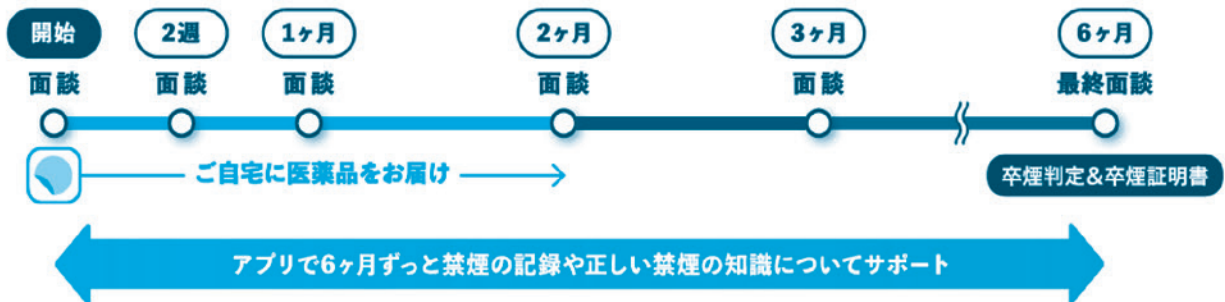 開始 2週 1ヶ月 2ヶ月 3ヶ月 6ヶ月
面談 面談 面談 面談 面談 最終面談
ご自宅に医薬品をお届け
卒煙判定&卒煙証明書
アプリで6ヶ月ずっと禁煙の記録や正しい禁煙の知識についてサポート